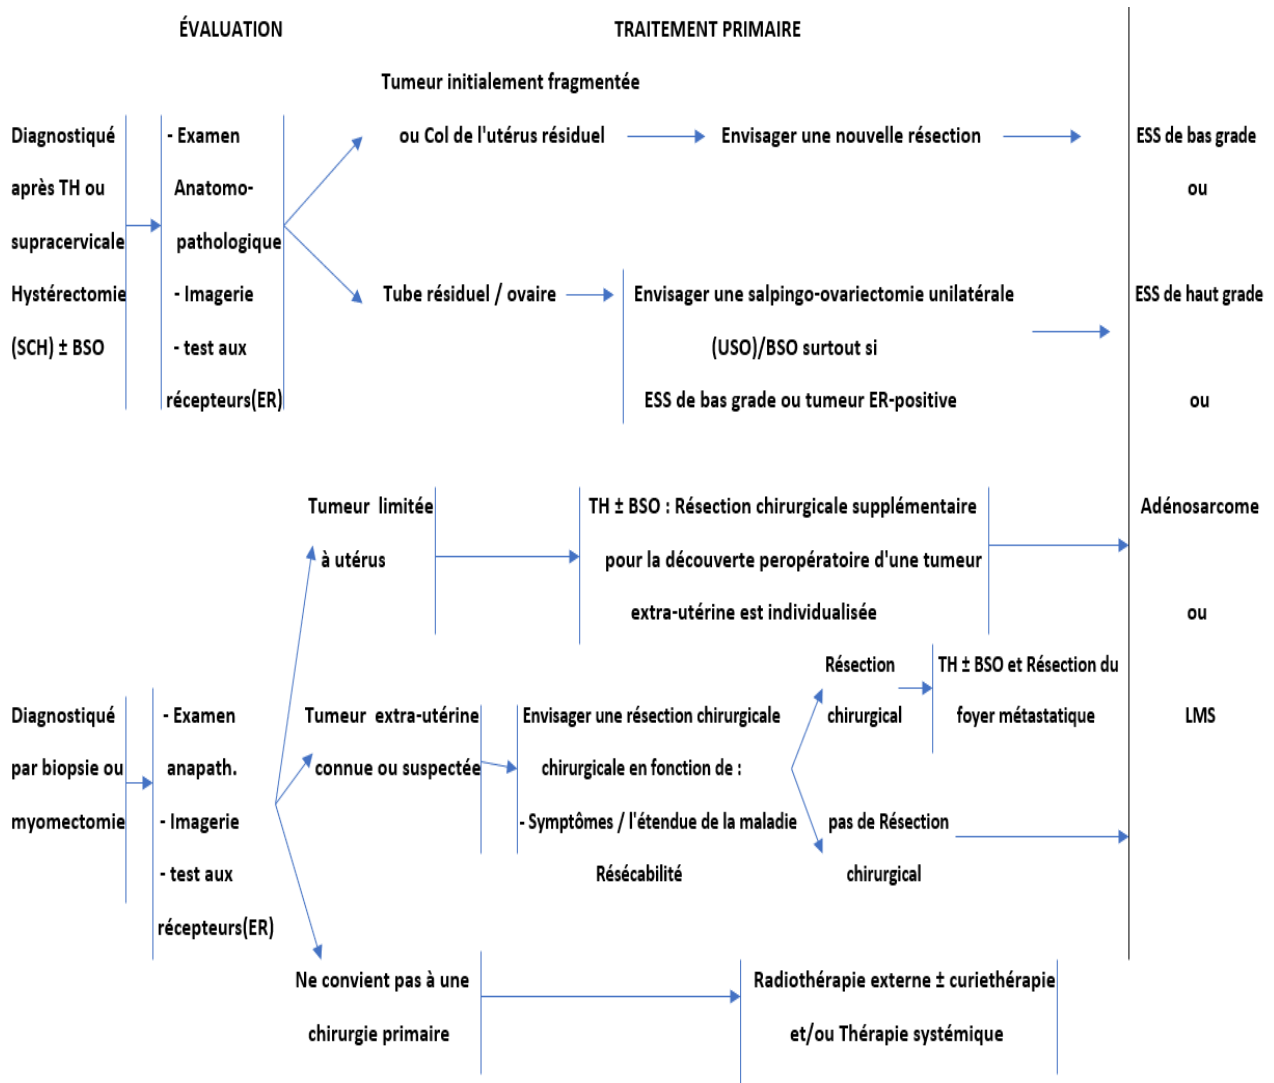 ÉVALUATION
TRAITEMENT PRIMAIRE
Diagnostiqué
après TH ou
supracervicale
Hystérectomie
(SCH) ± BSO
- Examen
Anatomo-
pathologique
- Imagerie
- test aux
récepteurs(ER)
Tumeur initialement fragmentée
ou Col de l'utérus résiduel
Envisager une nouvelle résection
Tube résiduel / ovaire
Envisager une salpingo-ovariectomie unilatérale
(USO)/BSO surtout si
ESS de bas grade ou tumeur ER-positive
ESS de bas grade
ou
ESS de haut grade
ou
Adénosarcome
ou
LMS
Diagnostiqué
par biopsie ou
myomectomie
- Examen
anapath.
- Imagerie
- test aux
récepteurs(ER)
Tumeur limitée
à utérus
TH ± BSO : Résection chirurgicale supplémentaire
pour la découverte peropératoire d'une tumeur
extra-utérine est individualisée
Tumeur extra-utérine
connue ou suspectée
Envisager une résection chirurgicale
chirurgicale en fonction de :
- Symptômes / l'étendue de la maladie
Résécabilité
Résection
chirurgical
TH ± BSO et Résection du
foyer métastatique
pas de Résection
chirurgical
Ne convient pas à une
chirurgie primaire
Radiothérapie externe ± curiethérapie
et/ou Thérapie systémique